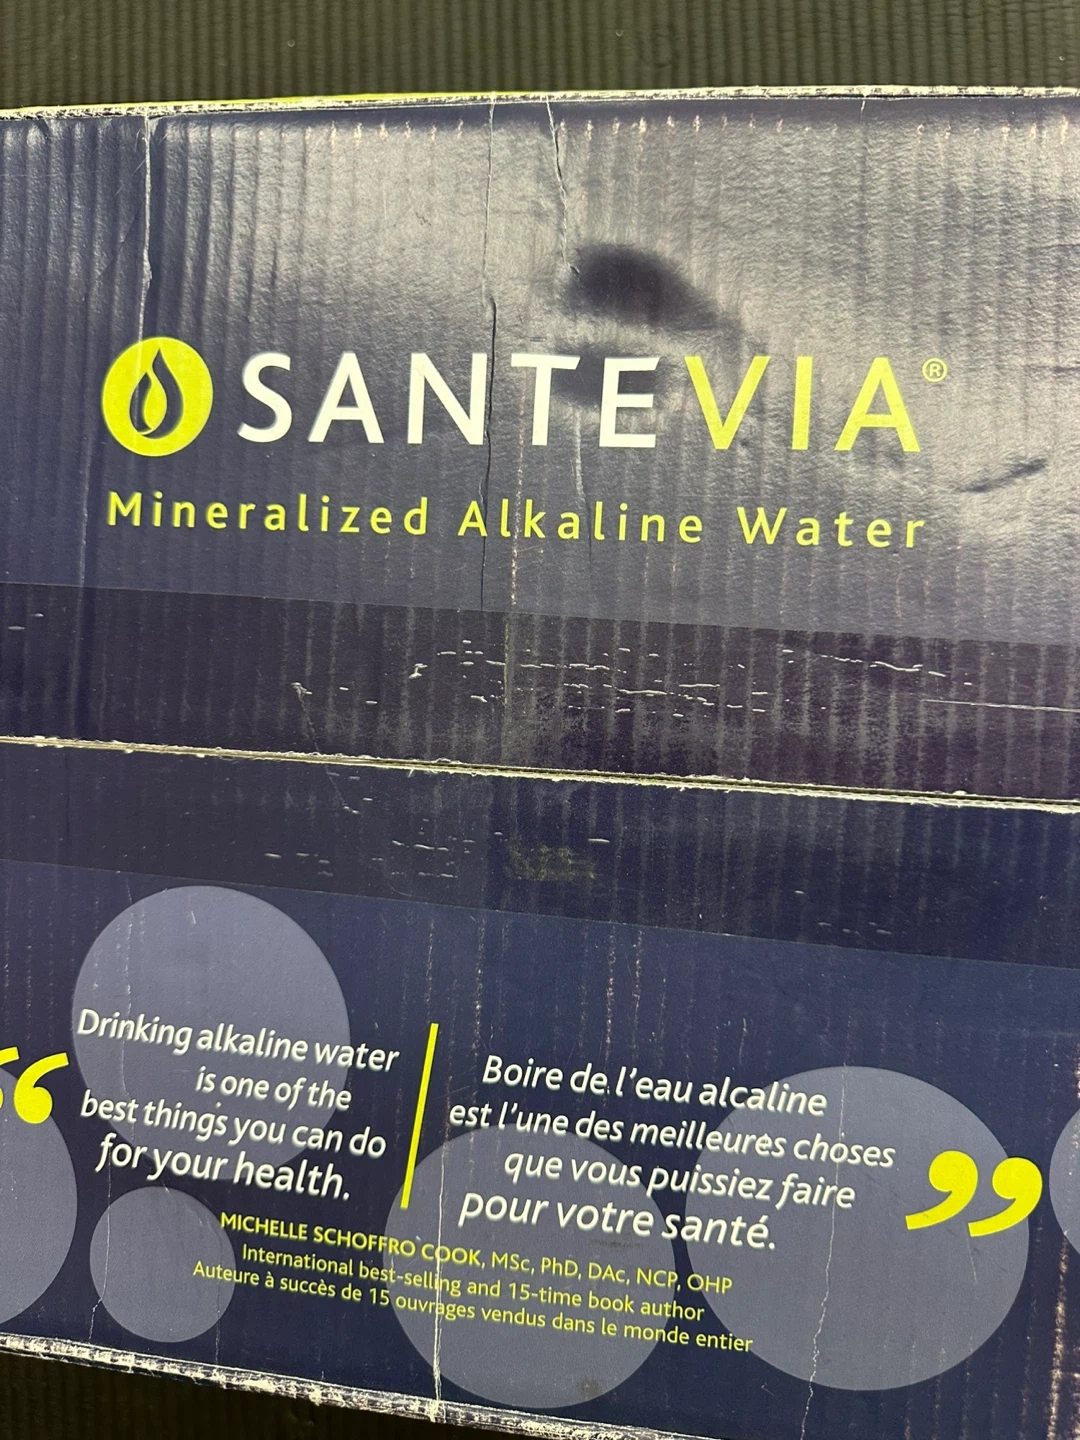 SANTEVIA®
Mineralized Alkaline Water
“
Drinking alkaline water
is one of the
best things you can do
for your health.
Boire de l'eau alcaline
est l'une des meilleures choses
que vous puissiez faire
pour votre santé.
”
MICHELLE SCHOFFRO COOK, MSc, PhD, DAc, NCP, OHP
International best-selling and 15-time book author
Auteure à succès de 15 ouvrages vendus dans le monde entier